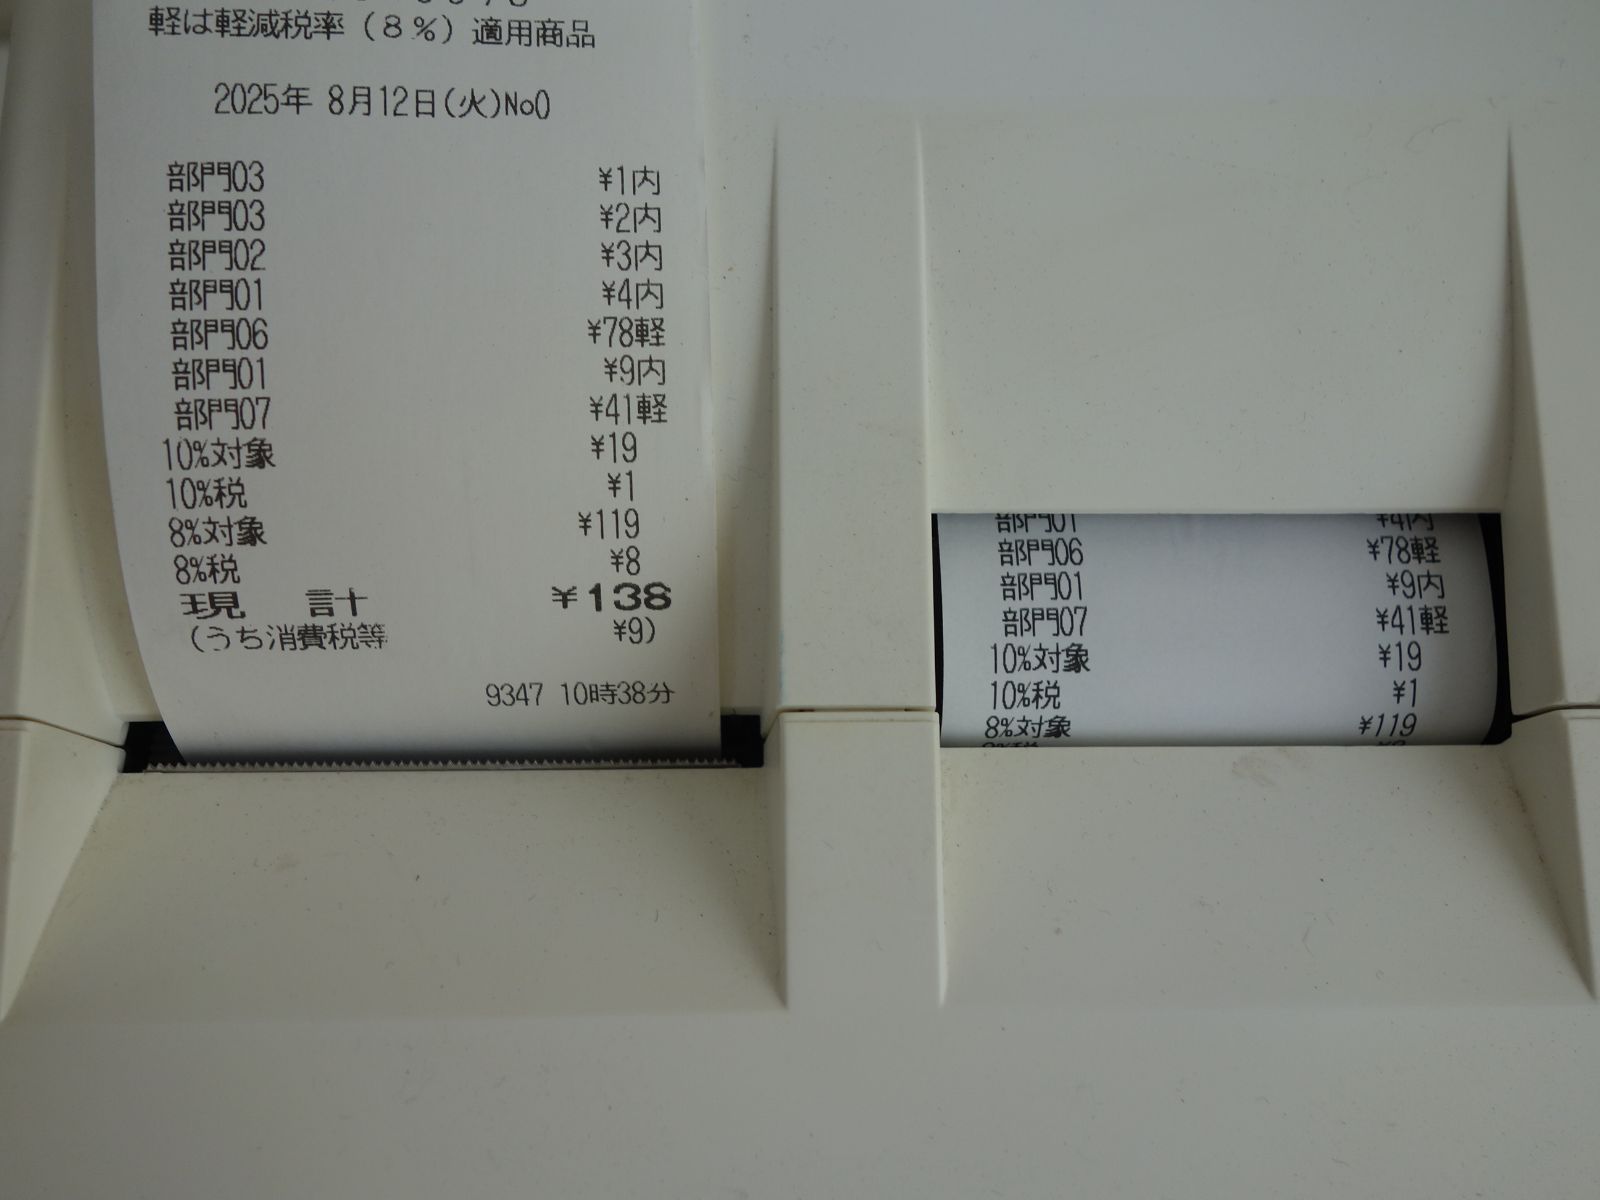 軽は軽減税率（８％）適用商品
2025年 8月12日(火)No0
部門03 ¥1内
部門03 ¥2内
部門02 ¥3内
部門01 ¥4内
部門06 ¥78軽
部門01 ¥9内
部門07 ¥41軽
10%対象 ¥19
10%税 ¥1
8%対象 ¥119
8%税 ¥8
現 計 ¥138
(うち消費税等 ¥9)
9347 10時38分
部門01 ¥4内
部門06 ¥78軽
部門01 ¥9内
部門07 ¥41軽
10%対象 ¥19
10%税 ¥1
8%対象 ¥119